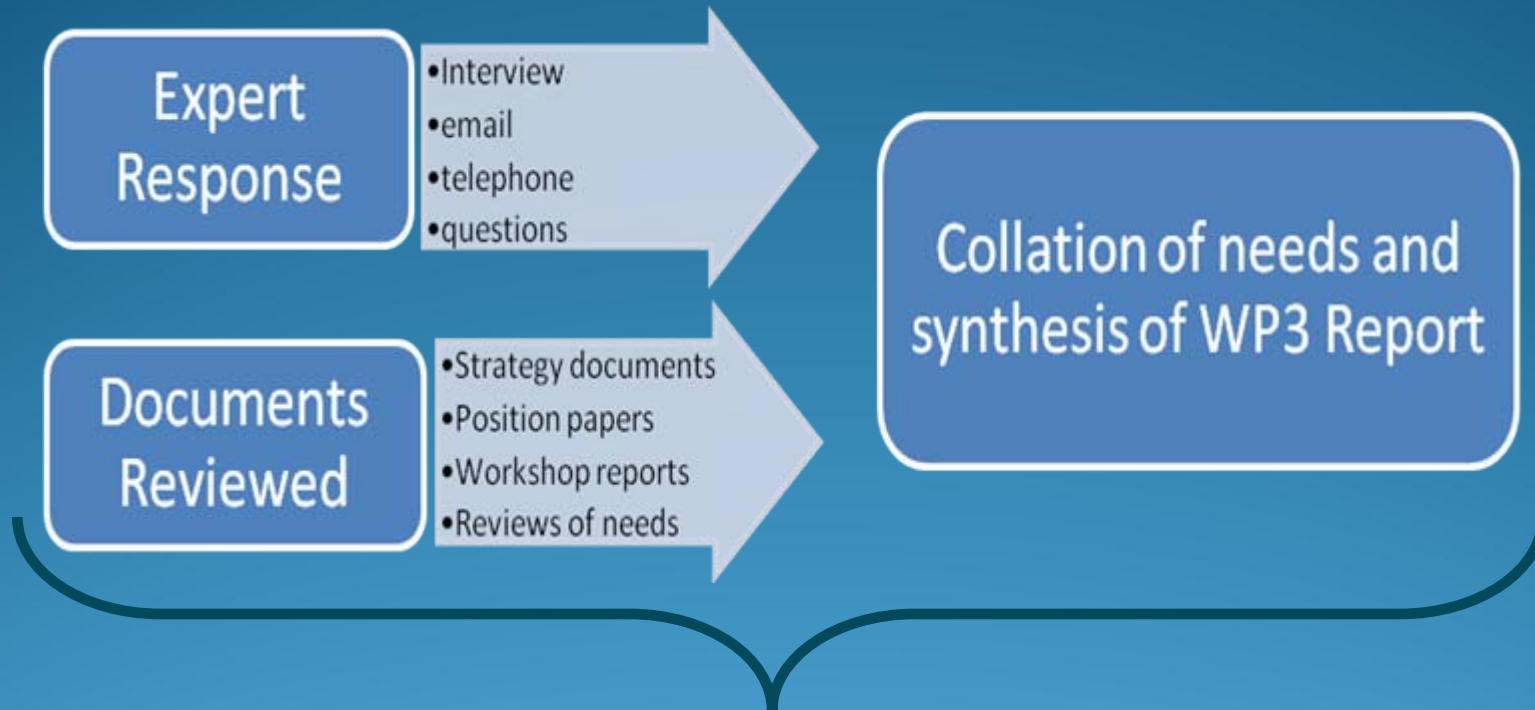 Expert
Response
•Interview
•email
•telephone
•questions
Documents
Reviewed
•Strategy documents
•Position papers
•Workshop reports
•Reviews of needs
Collation of needs and
synthesis of WP3 Report